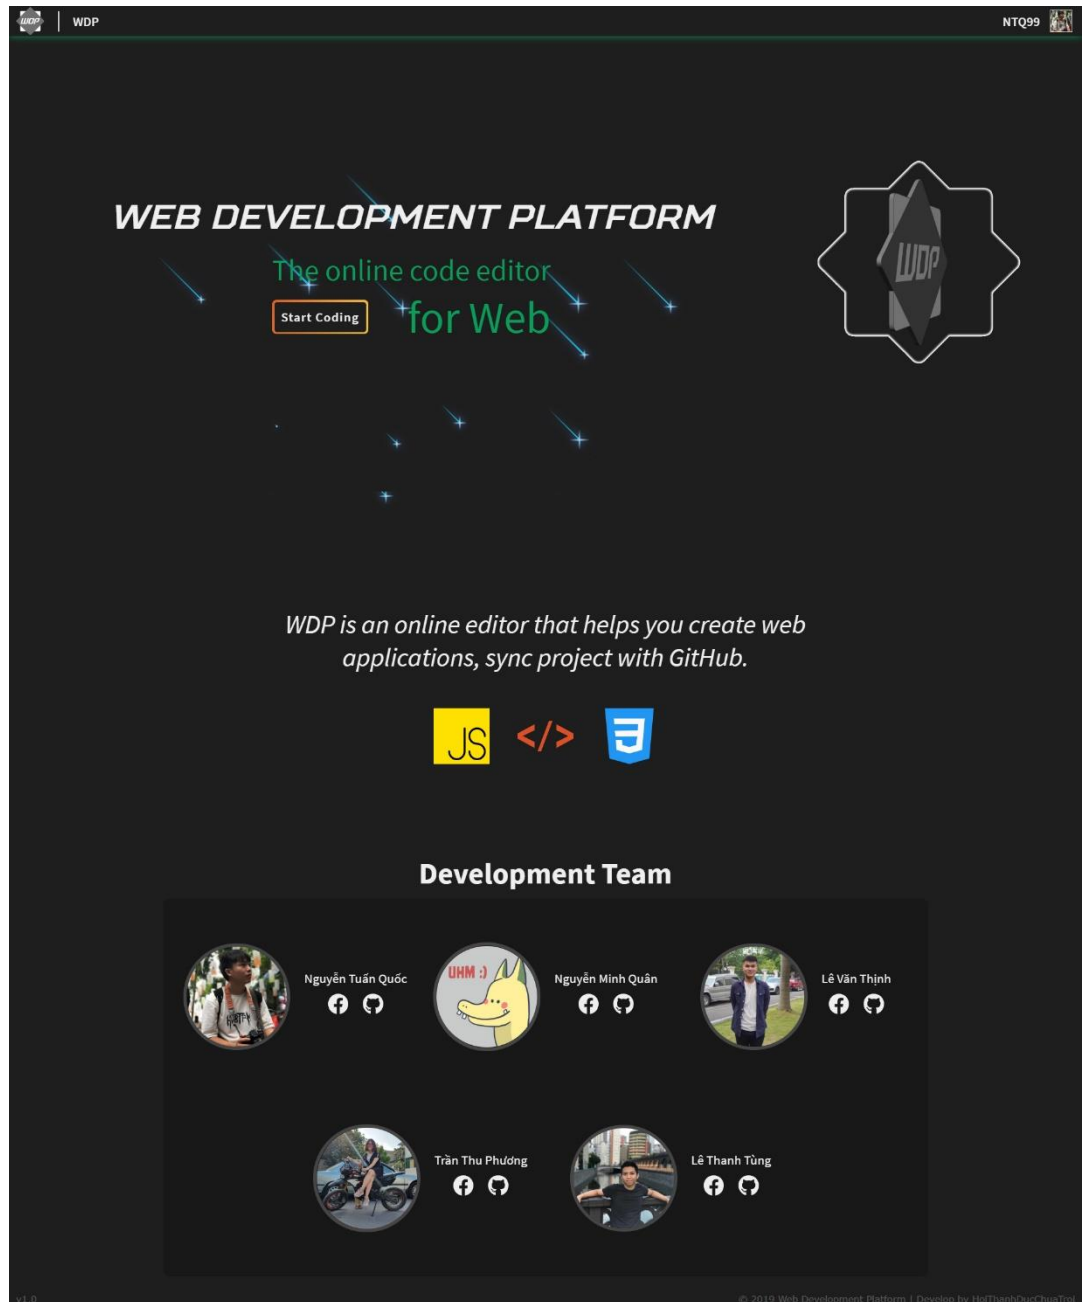 WDP
WDP
NTQ99
WEB DEVELOPMENT PLATFORM
WDP
The online code editor
for Web
Start Coding
WDP is an online editor that helps you create web
applications, sync project with GitHub.
JS
</>
Development Team
Nguyễn Tuấn Quốc
UHM :)
Nguyễn Minh Quân
Lê Văn Thịnh
Trần Thu Phương
Lê Thanh Tùng
v1.0
© 2019 Web Development Platform | Develop by HoiThanhDucChuaTroi